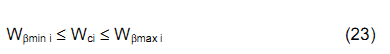 Wβmin i ≤ Wci ≤ Wβmax i (23)